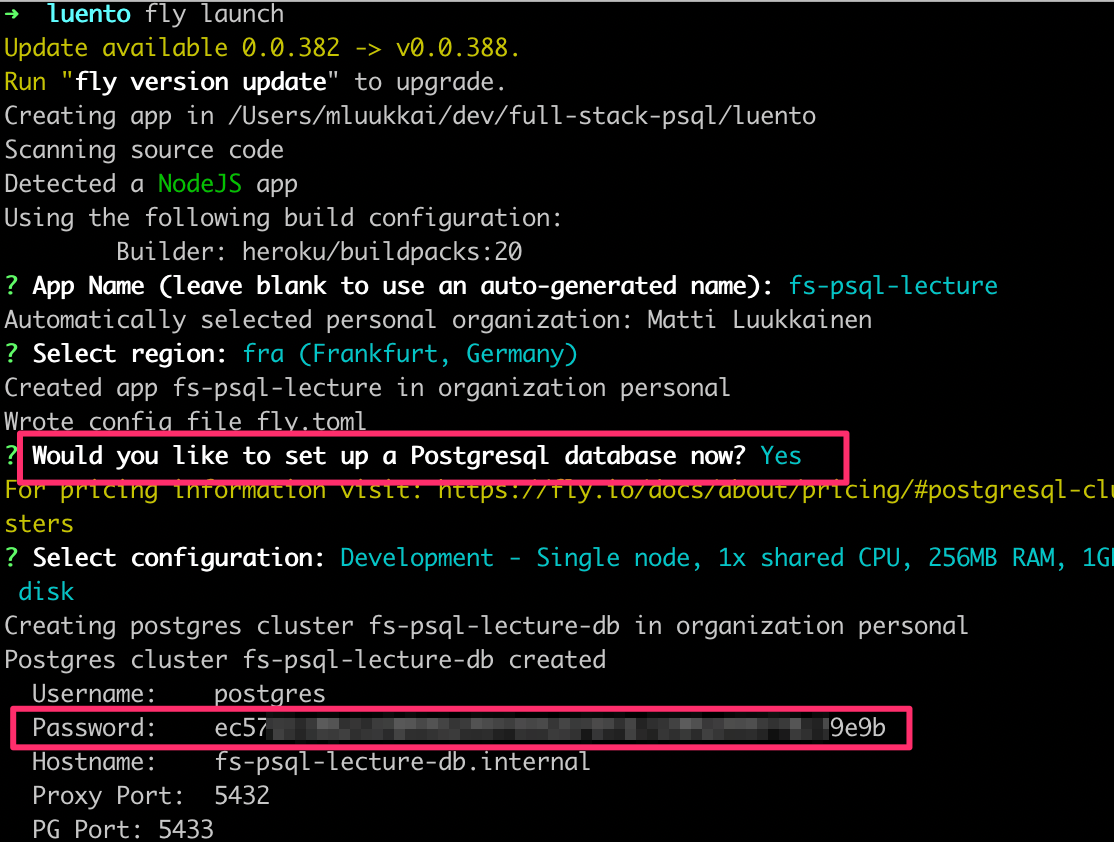 → luento fly launch
Update available 0.0.382 -> v0.0.388.
Run "fly version update" to upgrade.
Creating app in /Users/mluukkai/dev/full-stack-psql/luento
Scanning source code
Detected a NodeJS app
Using the following build configuration:
Builder: heroku/buildpacks:20
? App Name (leave blank to use an auto-generated name): fs-psql-lecture
Automatically selected personal organization: Matti Luukkainen
? Select region: fra (Frankfurt, Germany)
Created app fs-psql-lecture in organization personal
Wrote config file fly.toml
? Would you like to set up a Postgresql database now? Yes
For pricing information visit: https://fly.io/docs/about/pricing/#postgresql-clu
sters
? Select configuration: Development - Single node, 1x shared CPU, 256MB RAM, 1GB
disk
Creating postgres cluster fs-psql-lecture-db in organization personal
Postgres cluster fs-psql-lecture-db created
Username: postgres
Password: ec57 9e9b
Hostname: fs-psql-lecture-db.internal
Proxy Port: 5432
PG Port: 5433